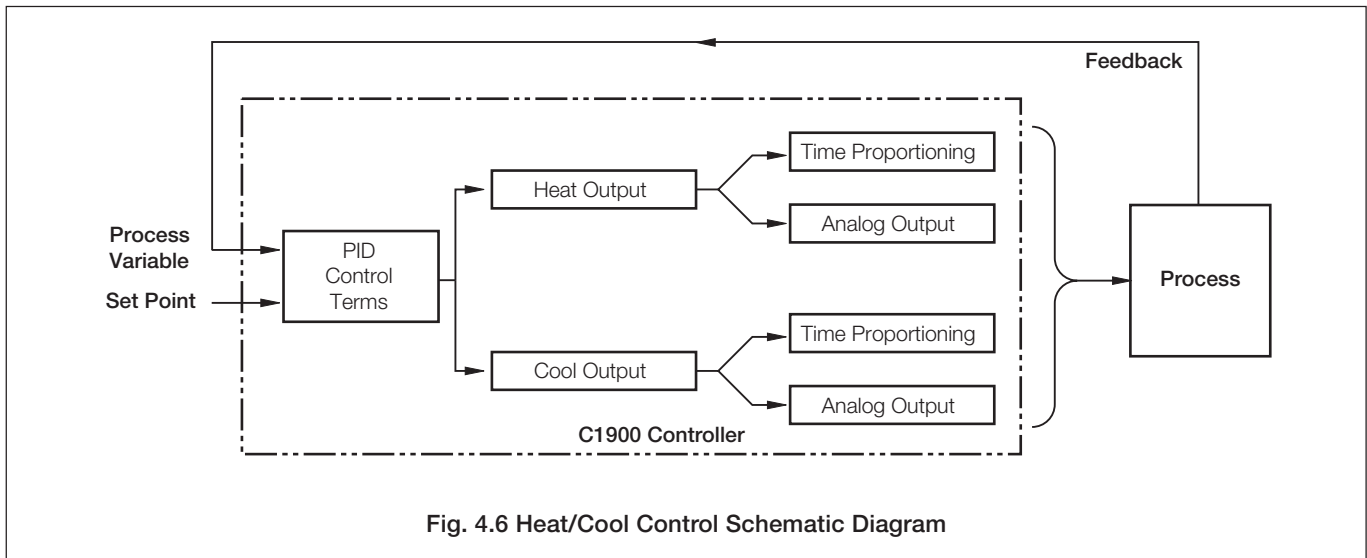 Feedback
Time Proportioning
Heat Output
Analog Output
Process
Variable
PID
Control
Terms
Set Point
Process
Time Proportioning
Cool Output
Analog Output
C1900 Controller
Fig. 4.6 Heat/Cool Control Schematic Diagram